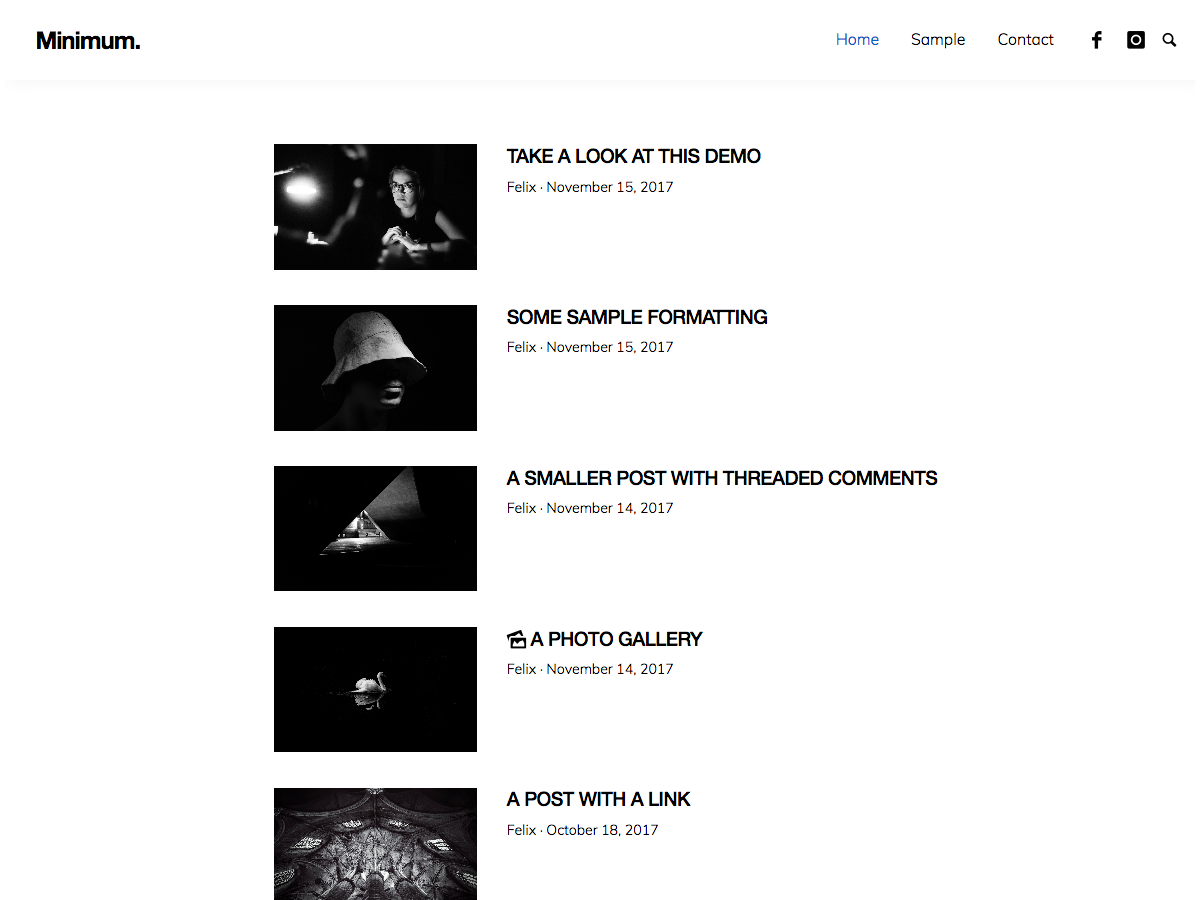 Minimum.
Home Sample Contact
TAKE A LOOK AT THIS DEMO
Felix · November 15, 2017
SOME SAMPLE FORMATTING
Felix · November 15, 2017
A SMALLER POST WITH THREADED COMMENTS
Felix · November 14, 2017
A PHOTO GALLERY
Felix · November 14, 2017
A POST WITH A LINK
Felix · October 18, 2017